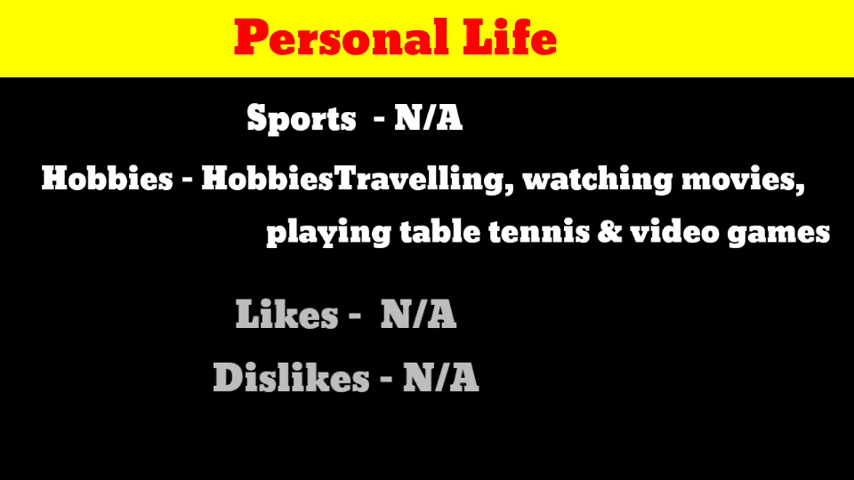 Personal Life
Sports - N/A
Hobbies - HobbiesTravelling, watching movies,
playing table tennis & video games
Likes - N/A
Dislikes - N/A